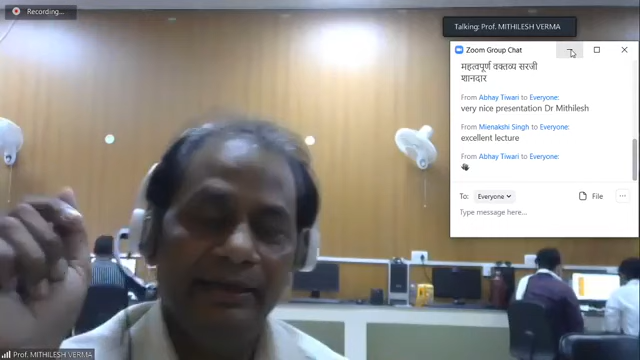 Recording...
Talking: Prof. MITHILESH VERMA
Zoom Group Chat
महत्वपूर्ण वक्तव्य सरजी
शानदार
From Abhay Tiwari to Everyone:
very nice presentation Dr Mithilesh
From Mienakshi Singh to Everyone:
excellent lecture
From Abhay Tiwari to Everyone:
To: Everyone
File
Type message here...
Prof. MITHILESH VERMA